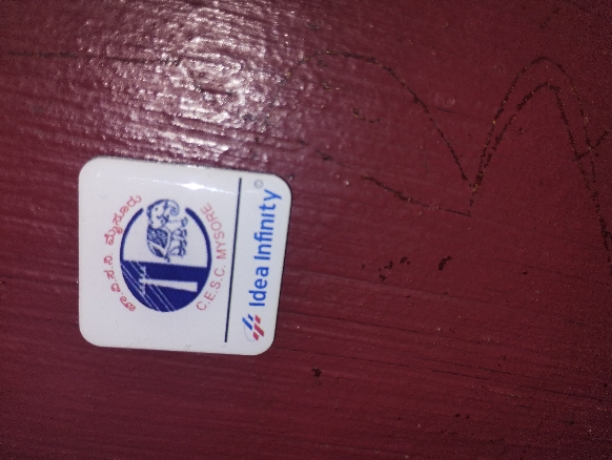 ಚಾ.ವಿ.ಸ.ನಿ ಮೈಸೂರು
C.E.S.C. MYSORE
Idea Infinity©